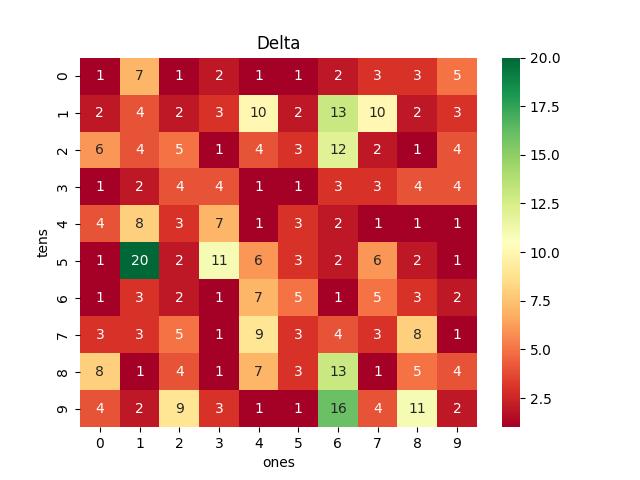 Delta
tens
0 1 7 1 2 1 1 2 3 3 5
1 2 4 2 3 10 2 13 10 2 3
2 6 4 5 1 4 3 12 2 1 4
3 1 2 4 4 1 1 3 3 4 4
4 4 8 3 7 1 3 2 1 1 1
5 1 20 2 11 6 3 2 6 2 1
6 1 3 2 1 7 5 1 5 3 2
7 3 3 5 1 9 3 4 3 8 1
8 8 1 4 1 7 3 13 1 5 4
9 4 2 9 3 1 1 16 4 11 2
0 1 2 3 4 5 6 7 8 9
ones
20.0
17.5
15.0
12.5
10.0
7.5
5.0
2.5